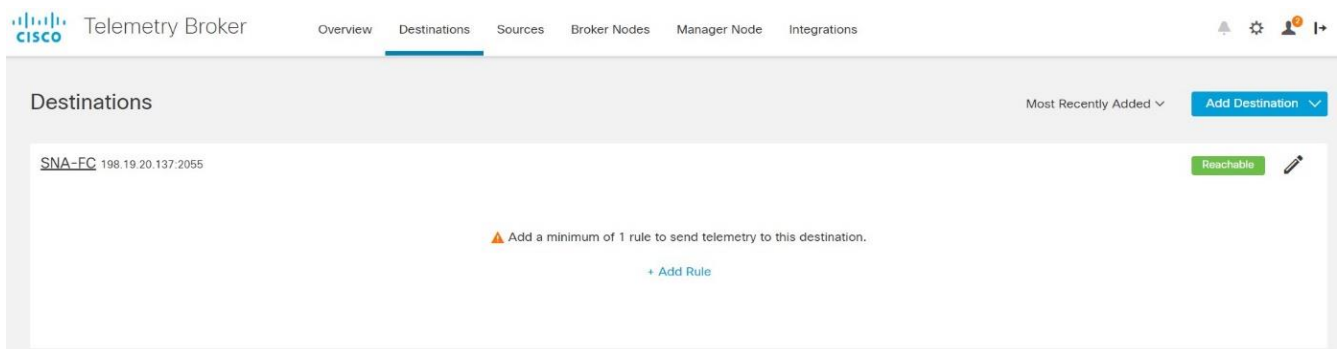 CISCO Telemetry Broker Overview Destinations Sources Broker Nodes Manager Node Integrations 2
Destinations Most Recently Added Add Destination
SNA-FC 198.19.20.137:2055 Reachable
Add a minimum of 1 rule to send telemetry to this destination.
+ Add Rule